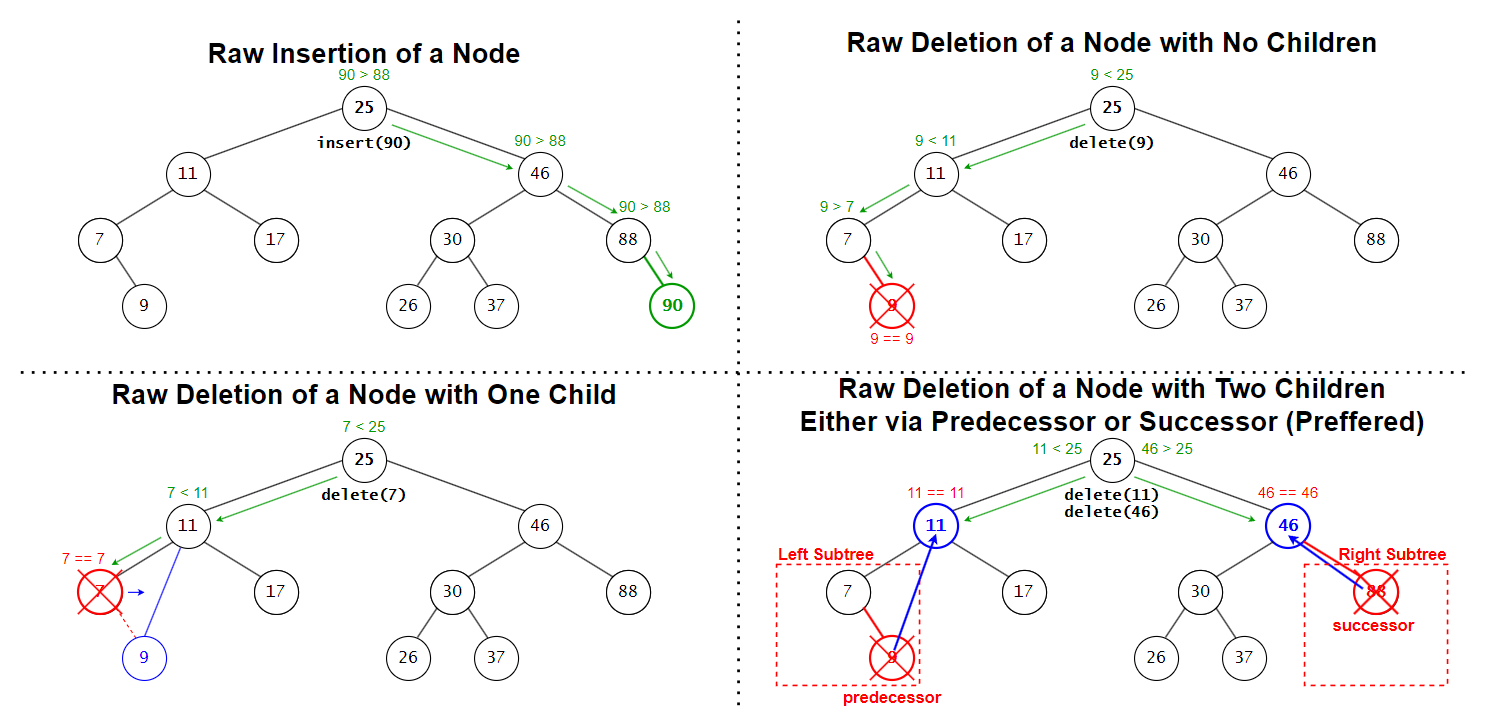 Raw Insertion of a Node
90 > 88
25
insert(90)
90 > 88
11
46
90 > 88
7
17
30
88
9
26
37
90
Raw Deletion of a Node with No Children
9 < 25
25
delete(9)
9 < 11
11
46
9 > 7
7
17
30
88
9
26
37
9 == 9
Raw Deletion of a Node with One Child
7 < 25
25
delete(7)
7 < 11
11
46
7 == 7
7
17
30
88
9
26
37
Raw Deletion of a Node with Two Children
Either via Predecessor or Successor (Preffered)
11 < 25
46 > 25
25
delete(11)
delete(46)
11 == 11
46 == 46
11
46
Left Subtree
Right Subtree
7
17
30
88
successor
9
26
37
predecessor